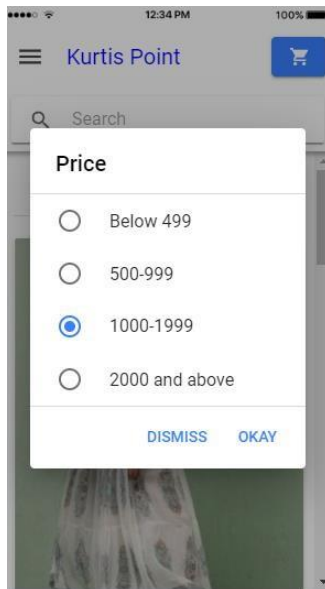 12:34 PM
100%
Kurtis Point
Search
Price
Below 499
500-999
1000-1999
2000 and above
DISMISS OKAY